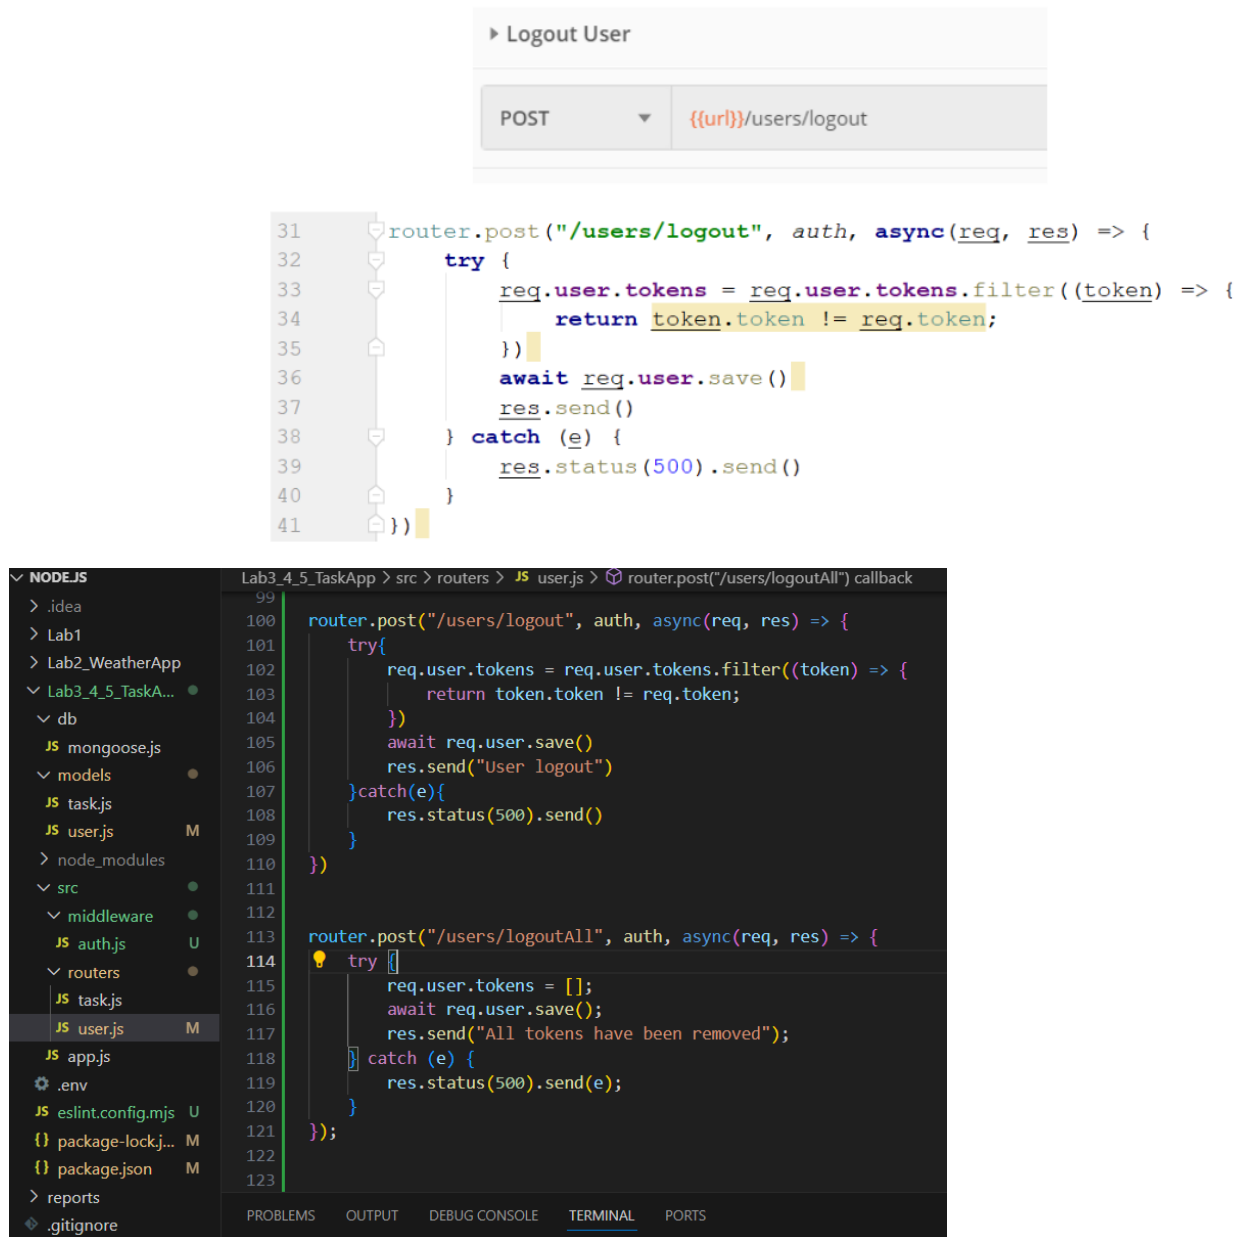 Logout User
POST {{url}}/users/logout
31 router.post("/users/logout", auth, async(req, res) => {
32 try {
33 req.user.tokens = req.user.tokens.filter((token) => {
34 return token.token != req.token;
35 })
36 await req.user.save()
37 res.send()
38 } catch (e) {
39 res.status(500).send()
40 }
41 })
NODE.JS
.idea
Lab1
Lab2_WeatherApp
Lab3_4_5_TaskA...
db
JS mongoose.js
models
JS task.js
JS user.js M
node_modules
src
middleware
JS auth.js U
routers
JS task.js
JS user.js M
JS app.js
.env
JS eslint.config.mjs U
{} package-lock.j... M
{} package.json M
reports
.gitignore
Lab3_4_5_TaskApp > src > routers > JS user.js > router.post("/users/logoutAll") callback
99
100 router.post("/users/logout", auth, async(req, res) => {
101 try{
102 req.user.tokens = req.user.tokens.filter((token) => {
103 return token.token != req.token;
104 })
105 await req.user.save()
106 res.send("User logout")
107 }catch(e){
108 res.status(500).send()
109 }
110 })
111
112
113 router.post("/users/logoutAll", auth, async(req, res) => {
114 try {
115 req.user.tokens = [];
116 await req.user.save();
117 res.send("All tokens have been removed");
118 } catch (e) {
119 res.status(500).send(e);
120 }
121 });
122
123
PROBLEMS OUTPUT DEBUG CONSOLE TERMINAL PORTS